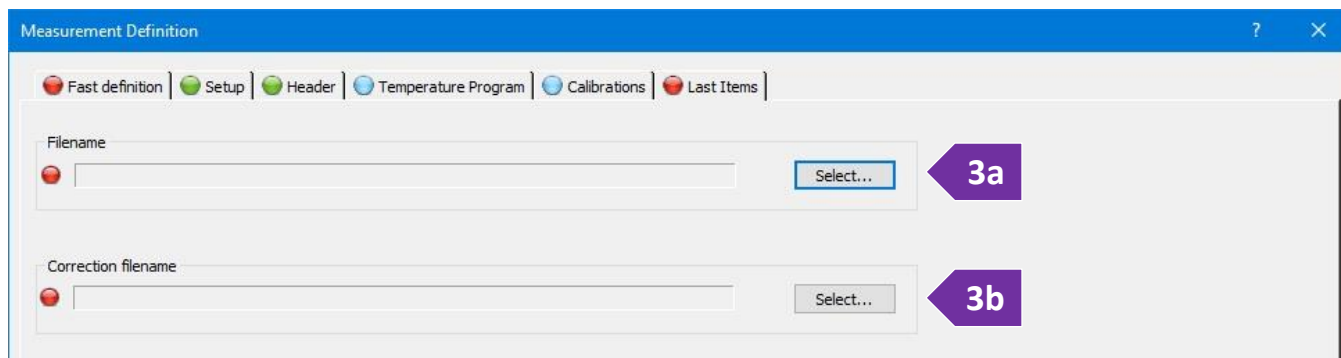 Measurement Definition ? ×
Fast definition Setup Header Temperature Program Calibrations Last Items
Filename
Select... 3a
Correction filename
Select... 3b